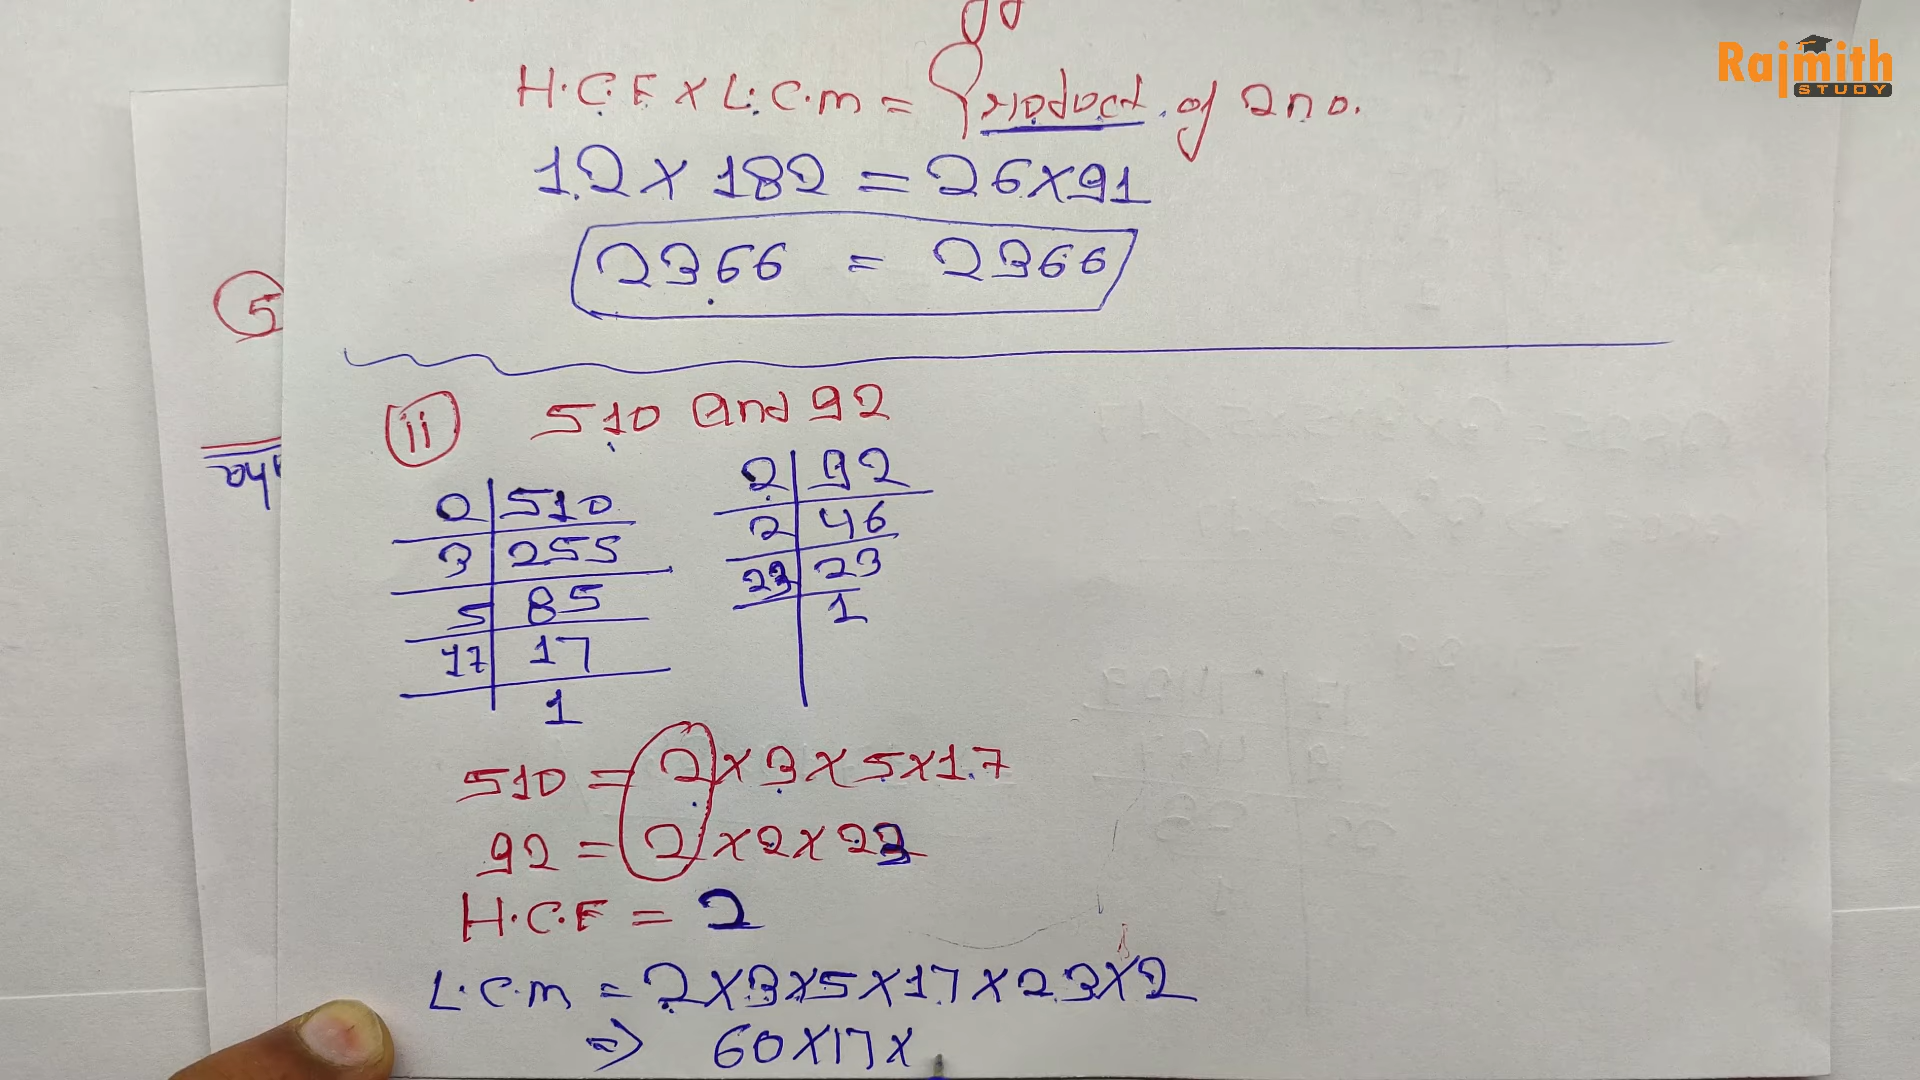 Rajmith
STUDY
H.C.F × L.C.M = Product of 2 no.
12 × 182 = 26 × 91
2366 = 2366
5
ii 510 and 92
2 | 510
3 | 255
5 | 85
17 | 17
1
2 | 92
2 | 46
23 | 23
1
510 = 2 × 3 × 5 × 17
92 = 2 × 2 × 23
H.C.F = 2
L.C.M = 2 × 3 × 5 × 17 × 23 × 2
⇒ 60 × 17 ×